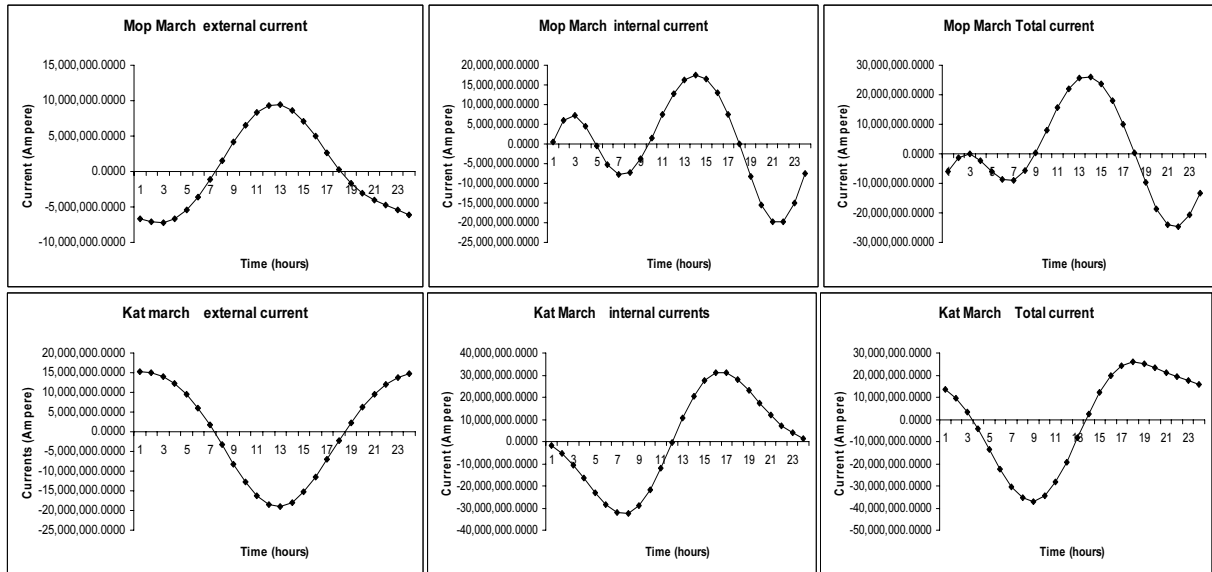 Mop March external current
15,000,000.0000
10,000,000.0000
5,000,000.0000
0.0000
-5,000,000.0000
-10,000,000.0000
1 3 5 7 9 11 13 15 17 19 21 23
Current (Ampere)
Time (hours)
Mop March internal current
20,000,000.0000
15,000,000.0000
10,000,000.0000
5,000,000.0000
0.0000
-5,000,000.0000
-10,000,000.0000
-15,000,000.0000
-20,000,000.0000
-25,000,000.0000
1 3 5 7 9 11 13 15 17 19 21 23
Current (Ampere)
Time (hours)
Mop March Total current
30,000,000.0000
20,000,000.0000
10,000,000.0000
0.0000
-10,000,000.0000
-20,000,000.0000
-30,000,000.0000
1 3 5 7 9 11 13 15 17 19 21 23
Current (Ampere)
Time (hours)
Kat march external current
20,000,000.0000
15,000,000.0000
10,000,000.0000
5,000,000.0000
0.0000
-5,000,000.0000
-10,000,000.0000
-15,000,000.0000
-20,000,000.0000
-25,000,000.0000
1 3 5 7 9 11 13 15 17 19 21 23
Currents (Ampere)
Time (hours)
Kat March internal currents
40,000,000.0000
30,000,000.0000
20,000,000.0000
10,000,000.0000
0.0000
-10,000,000.0000
-20,000,000.0000
-30,000,000.0000
-40,000,000.0000
1 3 5 7 9 11 13 15 17 19 21 23
Current (Ampere)
Time (hours)
Kat March Total current
40,000,000.0000
30,000,000.0000
20,000,000.0000
10,000,000.0000
0.0000
-10,000,000.0000
-20,000,000.0000
-30,000,000.0000
-40,000,000.0000
-50,000,000.0000
1 3 5 7 9 11 13 15 17 19 21 23
Current (Ampere)
Time (hours)